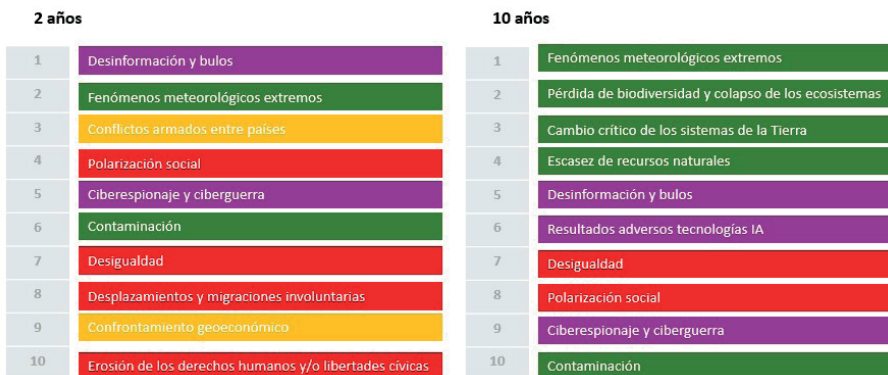 2 años
1 Desinformación y bulos
2 Fenómenos meteorológicos extremos
3 Conflictos armados entre países
4 Polarización social
5 Ciberespionaje y ciberguerra
6 Contaminación
7 Desigualdad
8 Desplazamientos y migraciones involuntarias
9 Confrontamiento geoeconómico
10 Erosión de los derechos humanos y/o libertades cívicas
10 años
1 Fenómenos meteorológicos extremos
2 Pérdida de biodiversidad y colapso de los ecosistemas
3 Cambio crítico de los sistemas de la Tierra
4 Escasez de recursos naturales
5 Desinformación y bulos
6 Resultados adversos tecnologías IA
7 Desigualdad
8 Polarización social
9 Ciberespionaje y ciberguerra
10 Contaminación